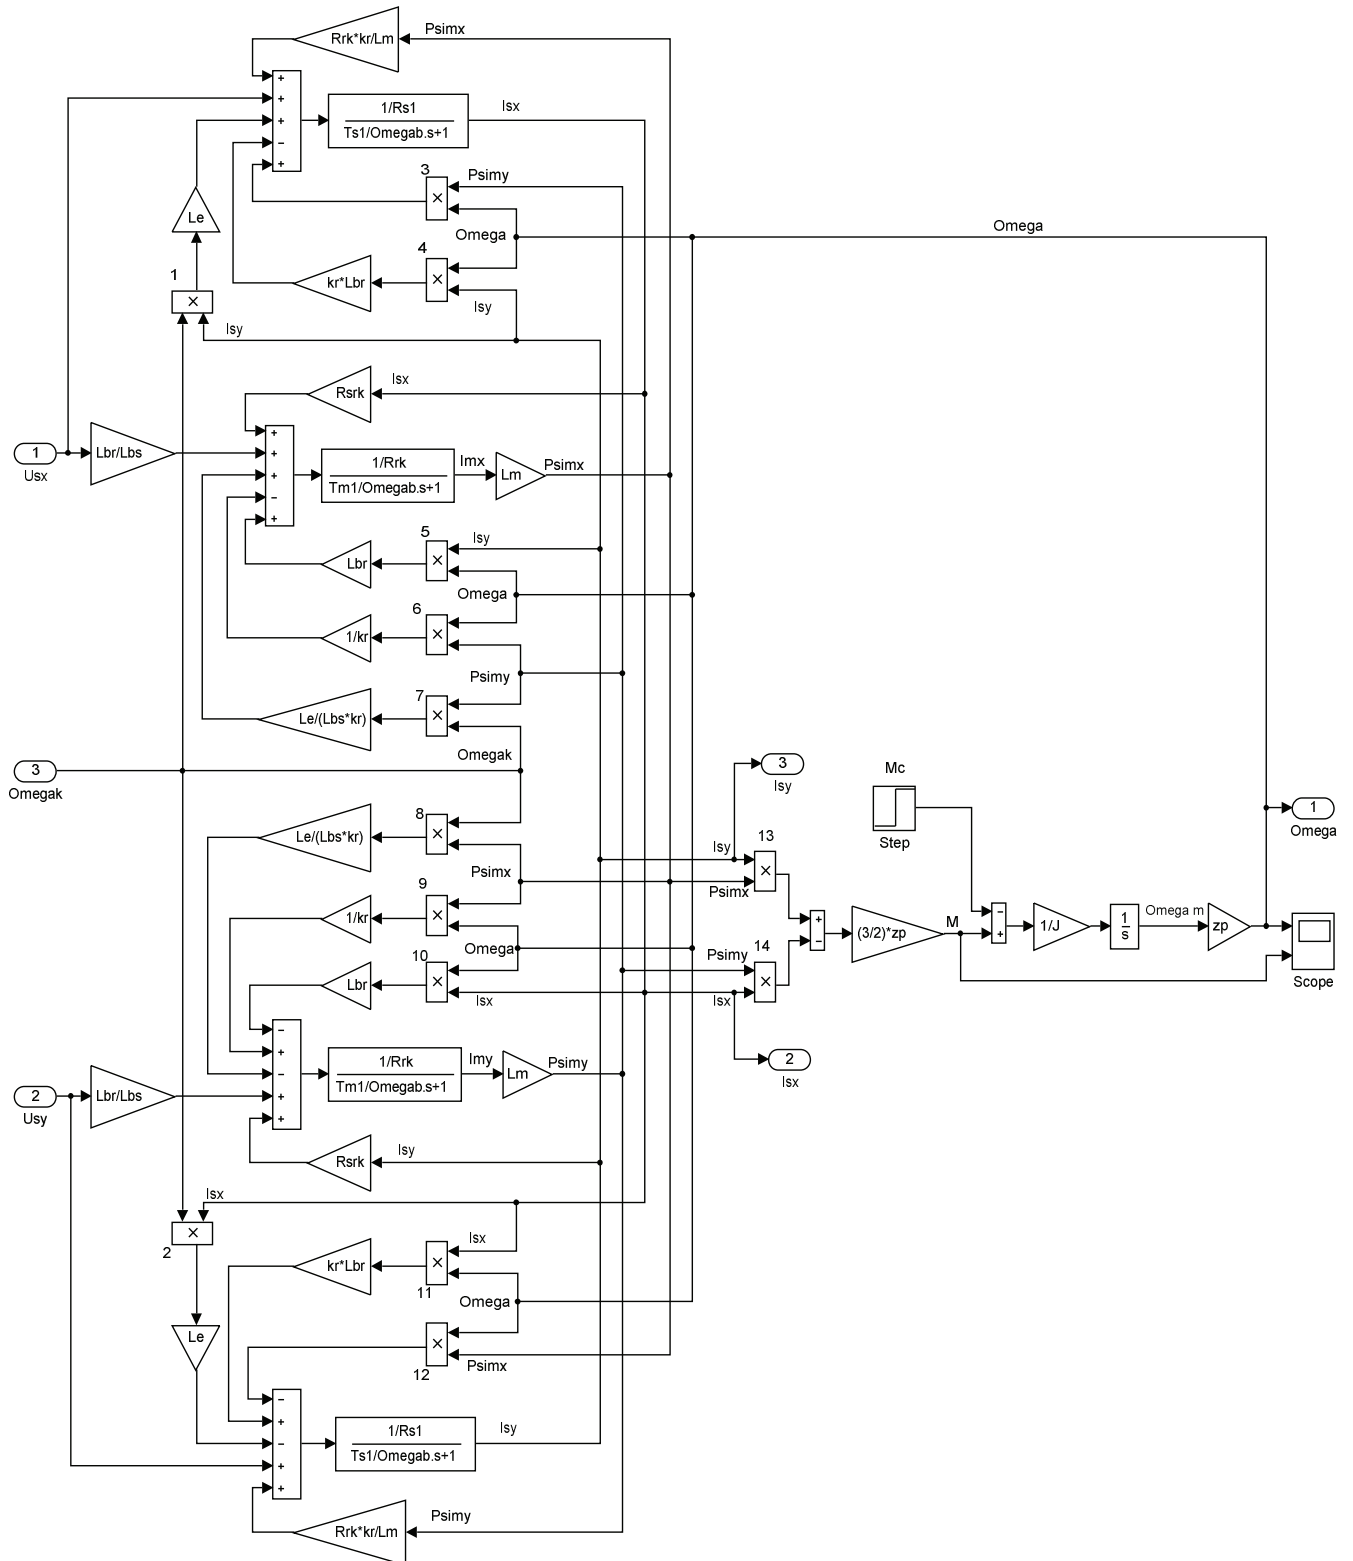 Psimx
Rrk*kr/Lm
+
+
+
−
+
1/Rs1
Ts1/Omegab.s+1
Isx
3
×
Psimy
Le
Omega
Omega
4
×
kr*Lbr
Isy
1
×
Isy
Rsrk
Isx
1
Usx
Lbr/Lbs
+
+
+
−
+
1/Rrk
Tm1/Omegab.s+1
Imx
Lm
Psimx
5
×
Isy
Lbr
Omega
6
×
1/kr
Psimy
7
×
Le/(Lbs*kr)
Omegak
3
Omegak
3
Isy
Mc
Step
1
Omega
8
×
Le/(Lbs*kr)
Psimx
Isy
13
×
Psimx
9
×
1/kr
Omega
+
−
(3/2)*zp
M
−
+
1/J
1
s
Omega m
zp
Scope
10
×
Lbr
Isx
Psimy
14
×
Isx
2
Isx
−
+
−
+
+
1/Rrk
Tm1/Omegab.s+1
Imy
Lm
Psimy
2
Usy
Lbr/Lbs
Rsrk
Isy
Isx
×
2
Isx
kr*Lbr
×
11
Omega
Le
×
12
Psimx
−
+
−
+
+
1/Rs1
Ts1/Omegab.s+1
Isy
Rrk*kr/Lm
Psimy